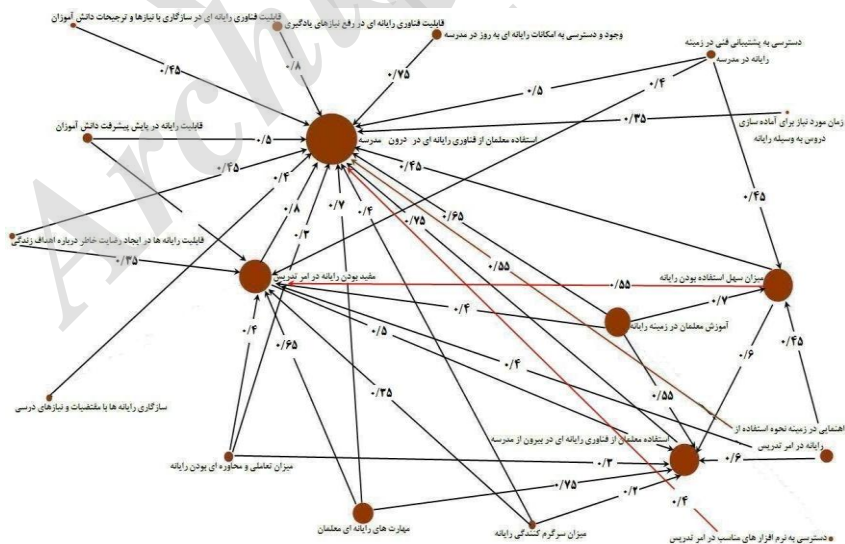 قابلیت فناوری رایانه ای در سازگاری با نیازها و ترجیحات دانش آموزان
قابلیت فناوری رایانه ای در رفع نیازهای یادگیری
وجود و دسترسی به امکانات رایانه ای به روز در مدرسه
دسترسی به پشتیبانی فنی در زمینه
رایانه در مدرسه
۰/۴۵
۰/۸
۰/۷۵
۰/۵
۰/۴
زمان مورد نیاز برای آماده سازی
دروس به وسیله رایانه
۰/۳۵
قابلیت رایانه در پایش پیشرفت دانش آموزان
۰/۵
استفاده معلمان از فناوری رایانه ای در درون مدرسه
۰/۴۵
۰/۴
۰/۴۵
۰/۴۵
۰/۸
۰/۳
۰/۷
۰/۴
۰/۷۵
۰/۶۵
قابلیت رایانه ها در ایجاد رضایت خاطر درباره اهداف زندگی
۰/۳۵
۰/۵۵
مفید بودن رایانه در امر تدریس
۰/۵۵
میزان سهل استفاده بودن رایانه
۰/۴
۰/۷
آموزش معلمان در زمینه رایانه
۰/۴
۰/۶۵
۰/۵
۰/۴
۰/۶
۰/۴۵
۰/۳۵
۰/۵۵
سازگاری رایانه ها با مقتضیات و نیازهای درسی
اهنمایی در زمینه نحوه استفاده از
رایانه در امر تدریس
استفاده معلمان از فناوری رایانه ای در بیرون از مدرسه
میزان تعاملی و محاوره ای بودن رایانه
۰/۳
۰/۶
۰/۷۵
۰/۲
۰/۴
مهارت های رایانه ای معلمان
میزان سرگرم کنندگی رایانه
دسترسی به نرم افزار های مناسب در امر تدریس